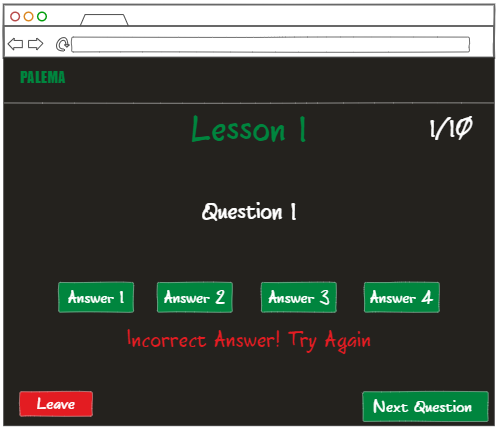 PALEMA
Lesson 1
1/10
Question 1
Answer 1
Answer 2
Answer 3
Answer 4
Incorrect Answer! Try Again
Leave
Next Question